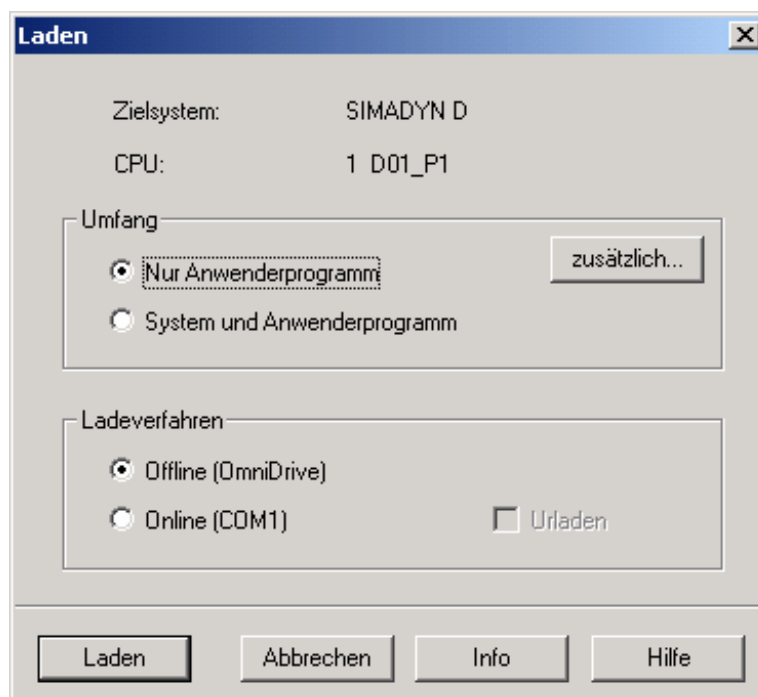 Laden
Zielsystem: SIMADYN D
CPU: 1 D01_P1
Umfang
Nur Anwenderprogramm
zusätzlich...
System und Anwenderprogramm
Ladeverfahren
Offline (OmniDrive)
Online (COM1) Urladen
Laden Abbrechen Info Hilfe